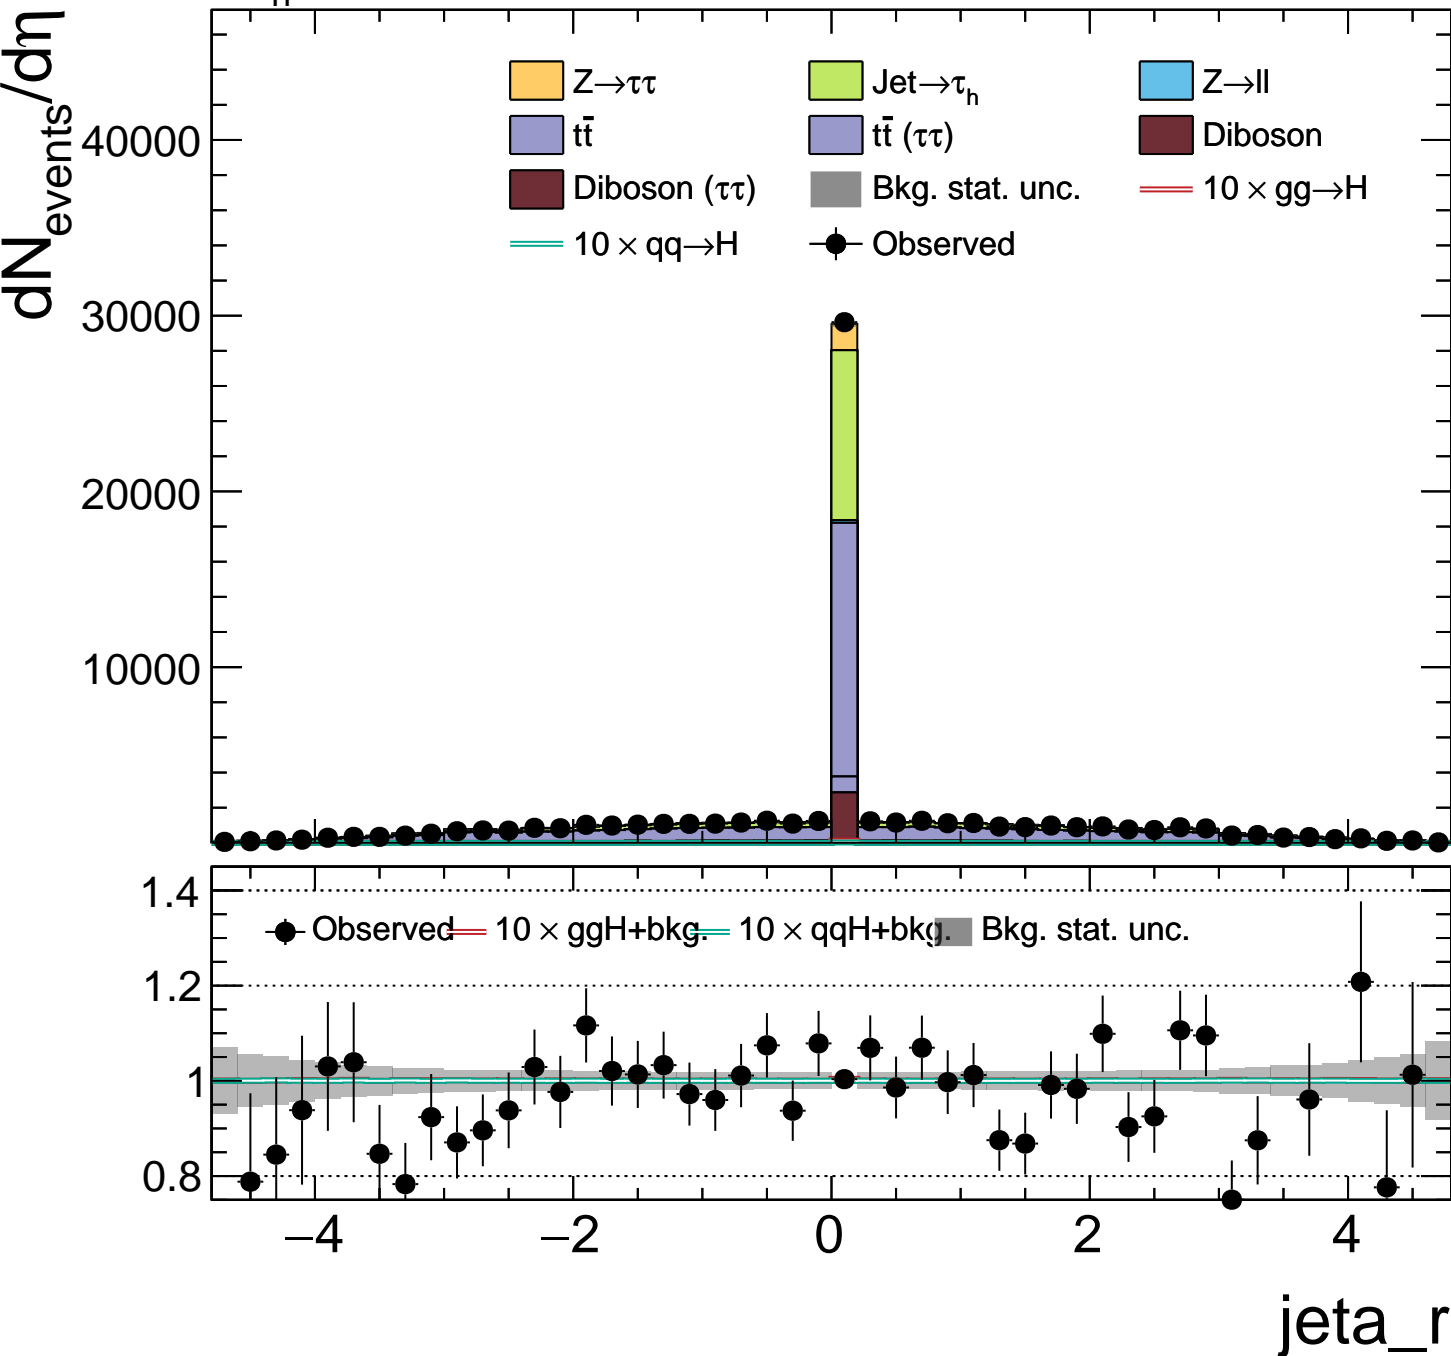 dN_events/dη
Z→ττ Jet→τ_h Z→ll
tt̄ tt̄ (ττ) Diboson
Diboson (ττ) Bkg. stat. unc. 10 × gg→H
10 × qq→H Observed
40000
30000
20000
10000
1.4
Observed 10 × ggH+bkg. 10 × qqH+bkg. Bkg. stat. unc.
1.2
1
0.8
−4 −2 0 2 4
jeta_r